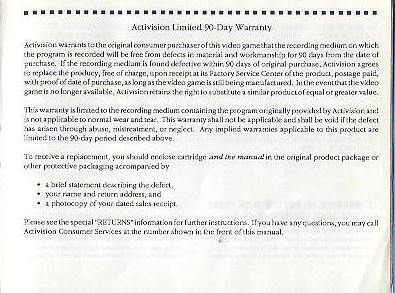 Activision Limited 90-Day Warranty
Activision warrants to the original consumer purchaser of this video game that the recording medium on which
the program is recorded will be free from defects in material and workmanship for 90 days from the date of
purchase. If the recording medium is found defective within 90 days of original purchase, Activision agrees
to replace the product, free of charge, upon receipt at its Factory Service Center of the product, postage paid,
with proof of date of purchase, as long as the video game is still being manufactured. In the event that the video
game is no longer available, Activision retains the right to substitute a similar product of equal or greater value.
This warranty is limited to the recording medium containing the program originally provided by Activision and
is not applicable to normal wear and tear. This warranty shall not be applicable and shall be void if the defect
has arisen through abuse, mistreatment, or neglect. Any implied warranties applicable to this product are
limited to the 90-day period described above.
To receive a replacement, you should enclose cartridge and the manual in the original product package or
other protective packaging accompanied by
• a brief statement describing the defect,
• your name and return address, and
• a photocopy of your dated sales receipt.
Please see the special "RETURNS" information for further instructions. If you have any questions, you may call
Activision Consumer Services at the number shown in the front of this manual.